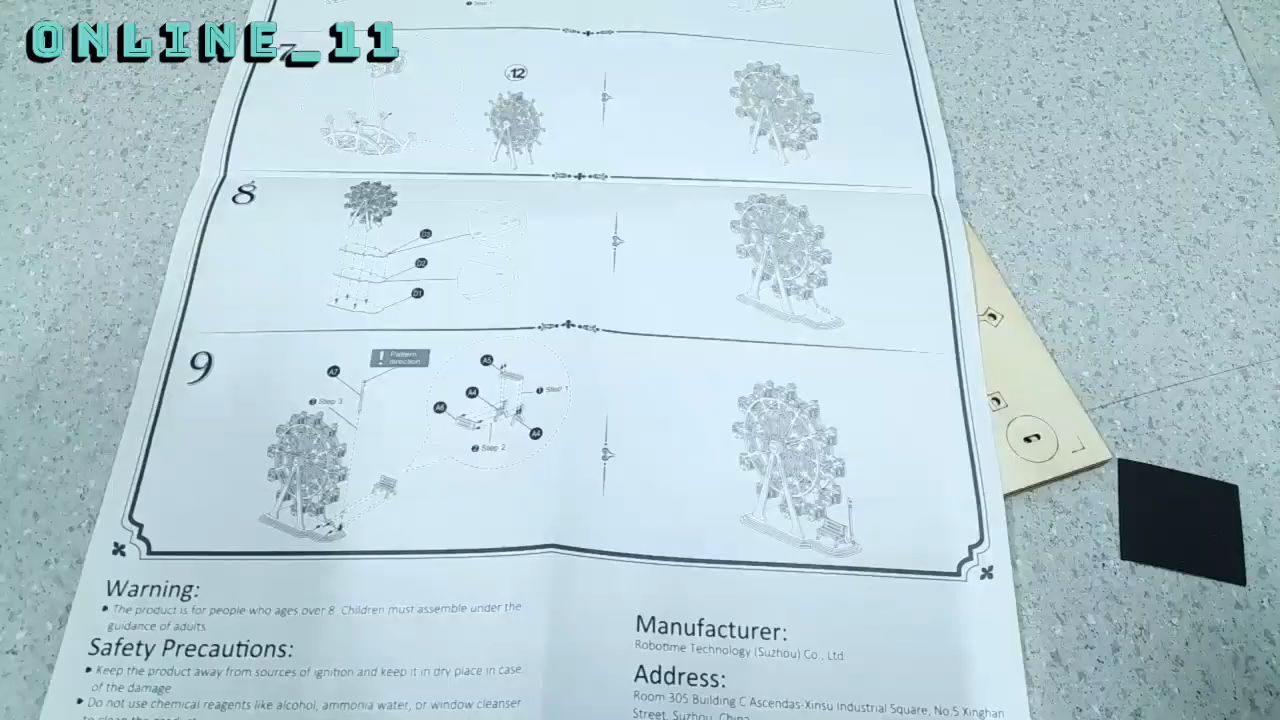 ONLINE_11
7
12
8
D3
D2
D1
9
! Pattern direction
A7
A5
3 Step 3
A4
1 Step 1
A6
A4
2 Step 2
Warning:
The product is for people who ages over 8. Children must assemble under the
guidance of adults
Safety Precautions:
Keep the product away from sources of ignition and keep it in dry place in case
of the damage
Do not use chemical reagents like alcohol, ammonia water, or window cleanser
Manufacturer:
Robotime Technology (Suzhou) Co., Ltd
Address:
Room 305 Building C Ascendas-Xinsu Industrial Square, No.5 Xinghan
Street, Suzhou, China